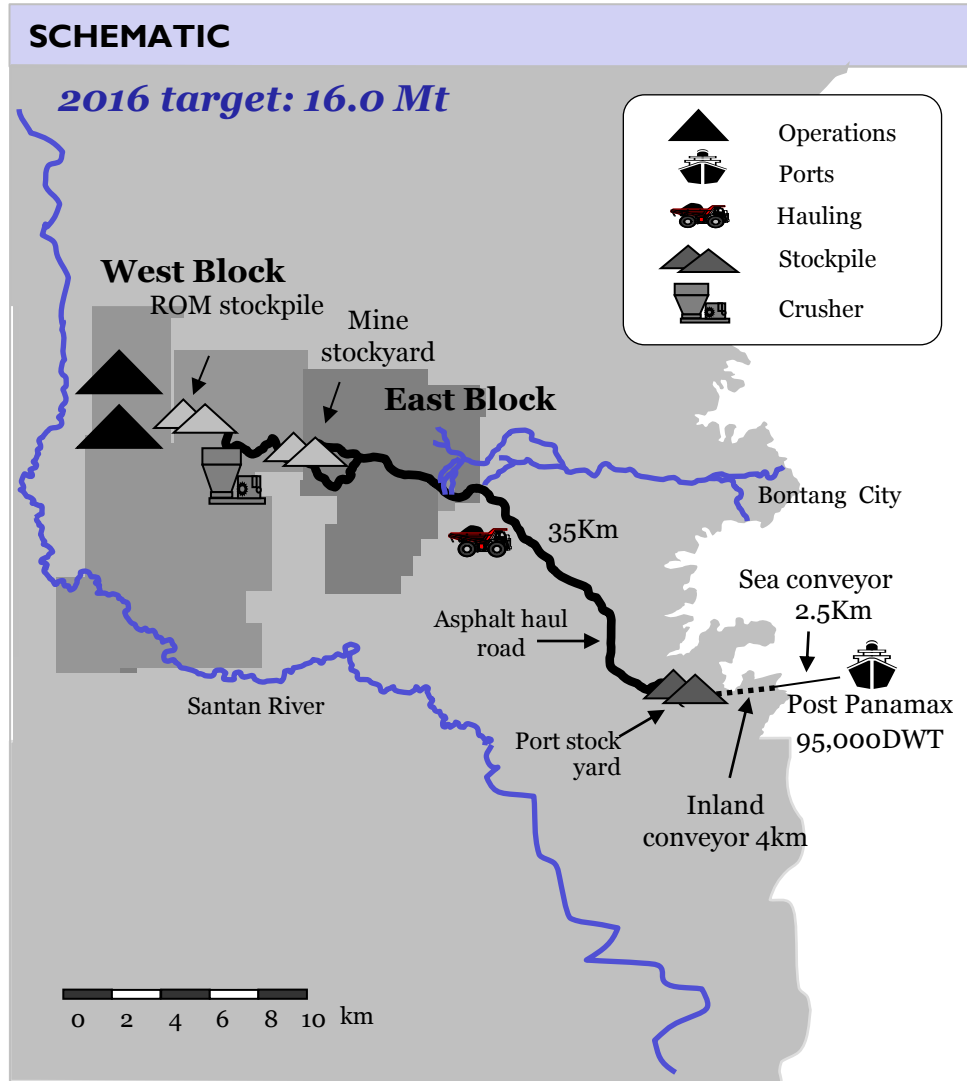 SCHEMATIC
2016 target: 16.0 Mt
Operations
Ports
Hauling
Stockpile
Crusher
West Block
ROM stockpile
Mine
stockyard
East Block
Bontang City
35Km
Sea conveyor
2.5Km
Asphalt haul
road
Santan River
Post Panamax
95,000DWT
Port stock
yard
Inland
conveyor 4km
0 2 4 6 8 10 km